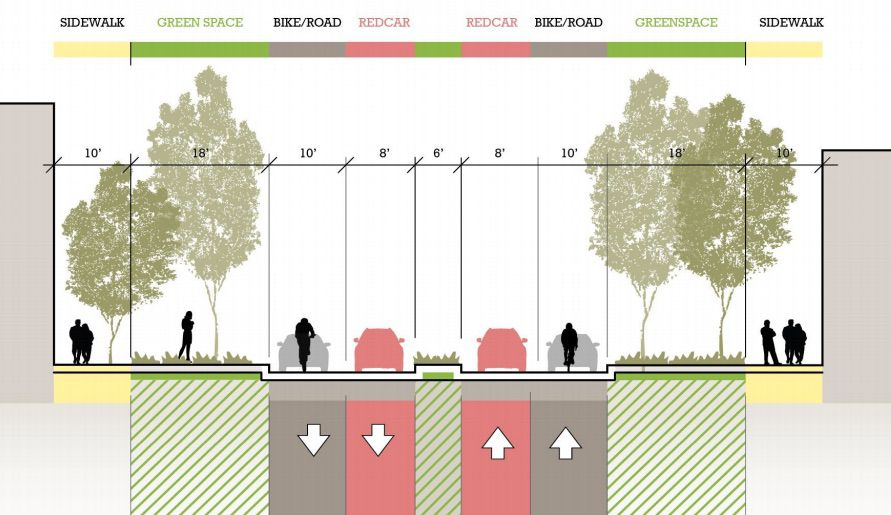 SIDEWALK GREEN SPACE BIKE/ROAD REDCAR REDCAR BIKE/ROAD GREENSPACE SIDEWALK
10' 18' 10' 8' 6' 8' 10' 18' 10'